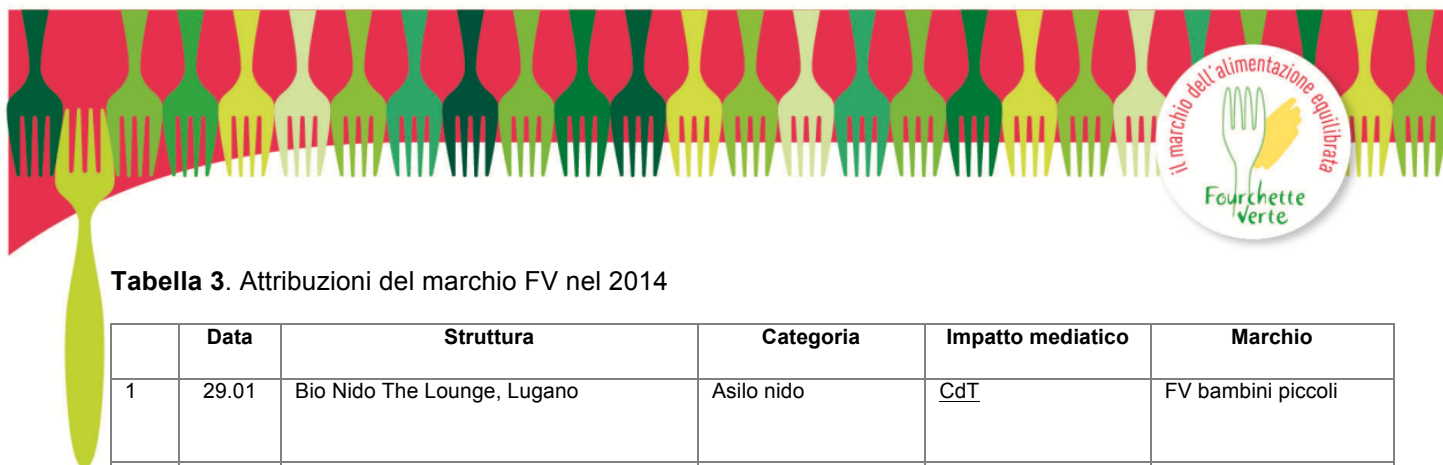 il marchio dell'alimentazione equilibrata
Fourchette
verte
Tabella 3. Attribuzioni del marchio FV nel 2014
Data Struttura Categoria Impatto mediatico Marchio
1 29.01 Bio Nido The Lounge, Lugano Asilo nido CdT FV bambini piccoli